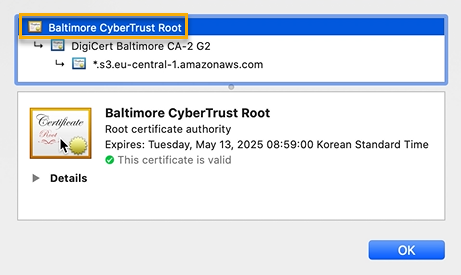 Baltimore CyberTrust Root
DigiCert Baltimore CA-2 G2
*.s3.eu-central-1.amazonaws.com
Certificate
Root
Baltimore CyberTrust Root
Root certificate authority
Expires: Tuesday, May 13, 2025 08:59:00 Korean Standard Time
This certificate is valid
Details
OK